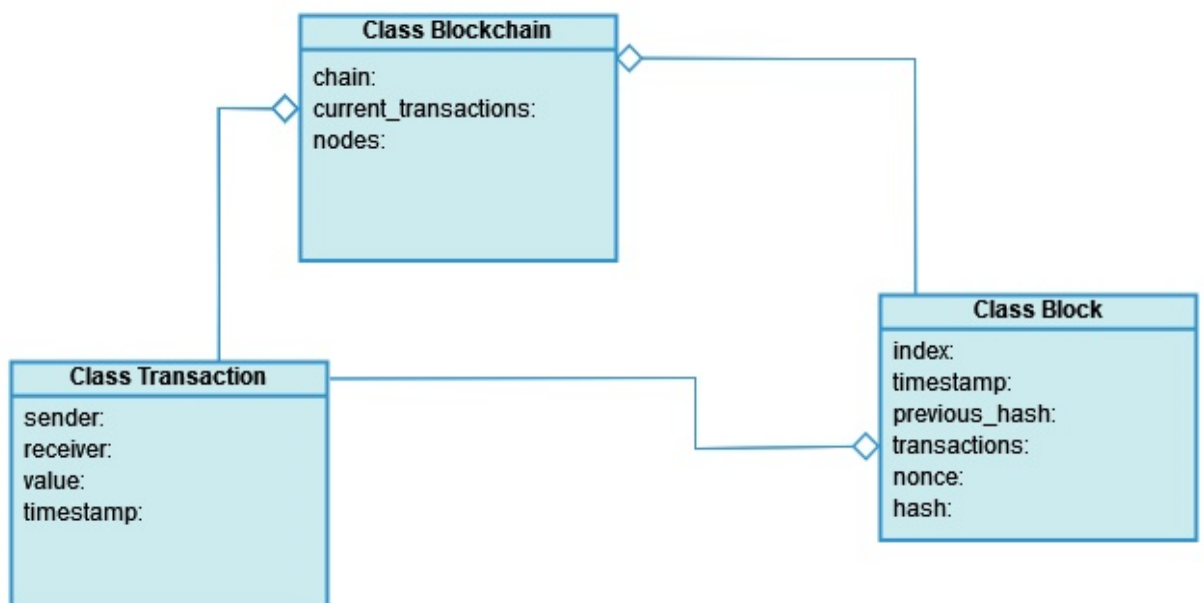 Class Blockchain
chain:
current_transactions:
nodes:
Class Transaction
sender:
receiver:
value:
timestamp:
Class Block
index:
timestamp:
previous_hash:
transactions:
nonce:
hash: